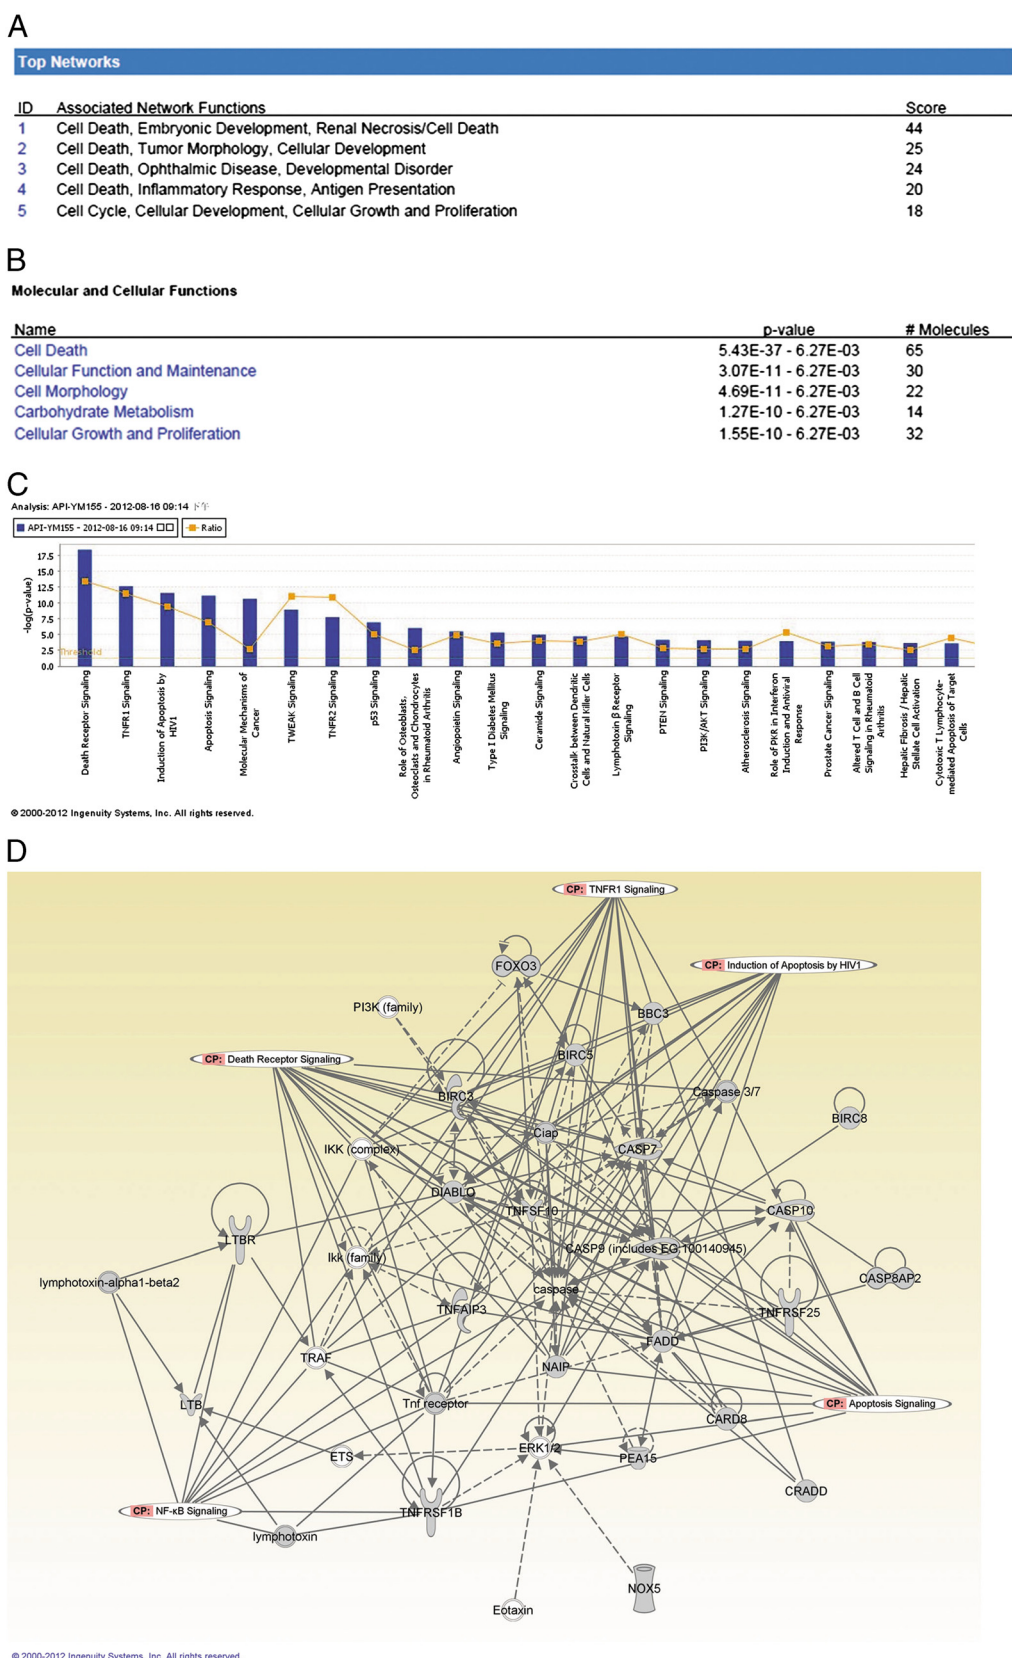 A
Top Networks
ID Associated Network Functions Score
1 Cell Death, Embryonic Development, Renal Necrosis/Cell Death 44
2 Cell Death, Tumor Morphology, Cellular Development 25
3 Cell Death, Ophthalmic Disease, Developmental Disorder 24
4 Cell Death, Inflammatory Response, Antigen Presentation 20
5 Cell Cycle, Cellular Development, Cellular Growth and Proliferation 18
B
Molecular and Cellular Functions
Name p-value # Molecules
Cell Death 5.43E-37 - 6.27E-03 65
Cellular Function and Maintenance 3.07E-11 - 6.27E-03 30
Cell Morphology 4.69E-11 - 6.27E-03 22
Carbohydrate Metabolism 1.27E-10 - 6.27E-03 14
Cellular Growth and Proliferation 1.55E-10 - 6.27E-03 32
C
Analysis: API-YM155 - 2012-08-16 09:14 下午
API-YM155 - 2012-08-16 09:14 □□ Ratio
-log(p-value)
17.5
15.0
12.5
10.0
7.5
5.0
2.5
0.0
Threshold
Death Receptor Signaling
TNFR1 Signaling
Induction of Apoptosis by
HIV1
Apoptosis Signaling
Molecular Mechanisms of
Cancer
TWEAK Signaling
TNFR2 Signaling
p53 Signaling
Role of Osteoblasts,
Osteoclasts and Chondrocytes
in Rheumatoid Arthritis
Angiopoietin Signaling
Type I Diabetes Mellitus
Signaling
Ceramide Signaling
Crosstalk between Dendritic
Cells and Natural Killer Cells
Lymphotoxin β Receptor
Signaling
PTEN Signaling
PI3K/AKT Signaling
Atherosclerosis Signaling
Role of PKR in Interferon
Induction and Antiviral
Response
Prostate Cancer Signaling
Altered T Cell and B Cell
Signaling in Rheumatoid
Arthritis
Hepatic Fibrosis / Hepatic
Stellate Cell Activation
Cytotoxic T Lymphocyte-
mediated Apoptosis of Target
Cells
© 2000-2012 Ingenuity Systems, Inc. All rights reserved.
D
CP: TNFR1 Signaling
FOXO3
CP: Induction of Apoptosis by HIV1
PI3K (family)
BBC3
BIRC5
CP: Death Receptor Signaling
BIRC3
Caspase 3/7
BIRC8
Ciap
IKK (complex)
CASP7
DIABLO
TNFSF10
CASP10
LTBR
Ikk (family)
CASP9 (includes EG:100140945)
lymphotoxin-alpha1-beta2
caspase
CASP8AP2
TNFAIP3
TNFRSF25
FADD
TRAF
NAIP
LTB
Tnf receptor
CP: Apoptosis Signaling
CARD8
ERK1/2
ETS
PEA15
CRADD
CP: NF-κB Signaling
TNFRSF1B
lymphotoxin
NOX5
Eotaxin
© 2000-2012 Ingenuity Systems, Inc. All rights reserved.